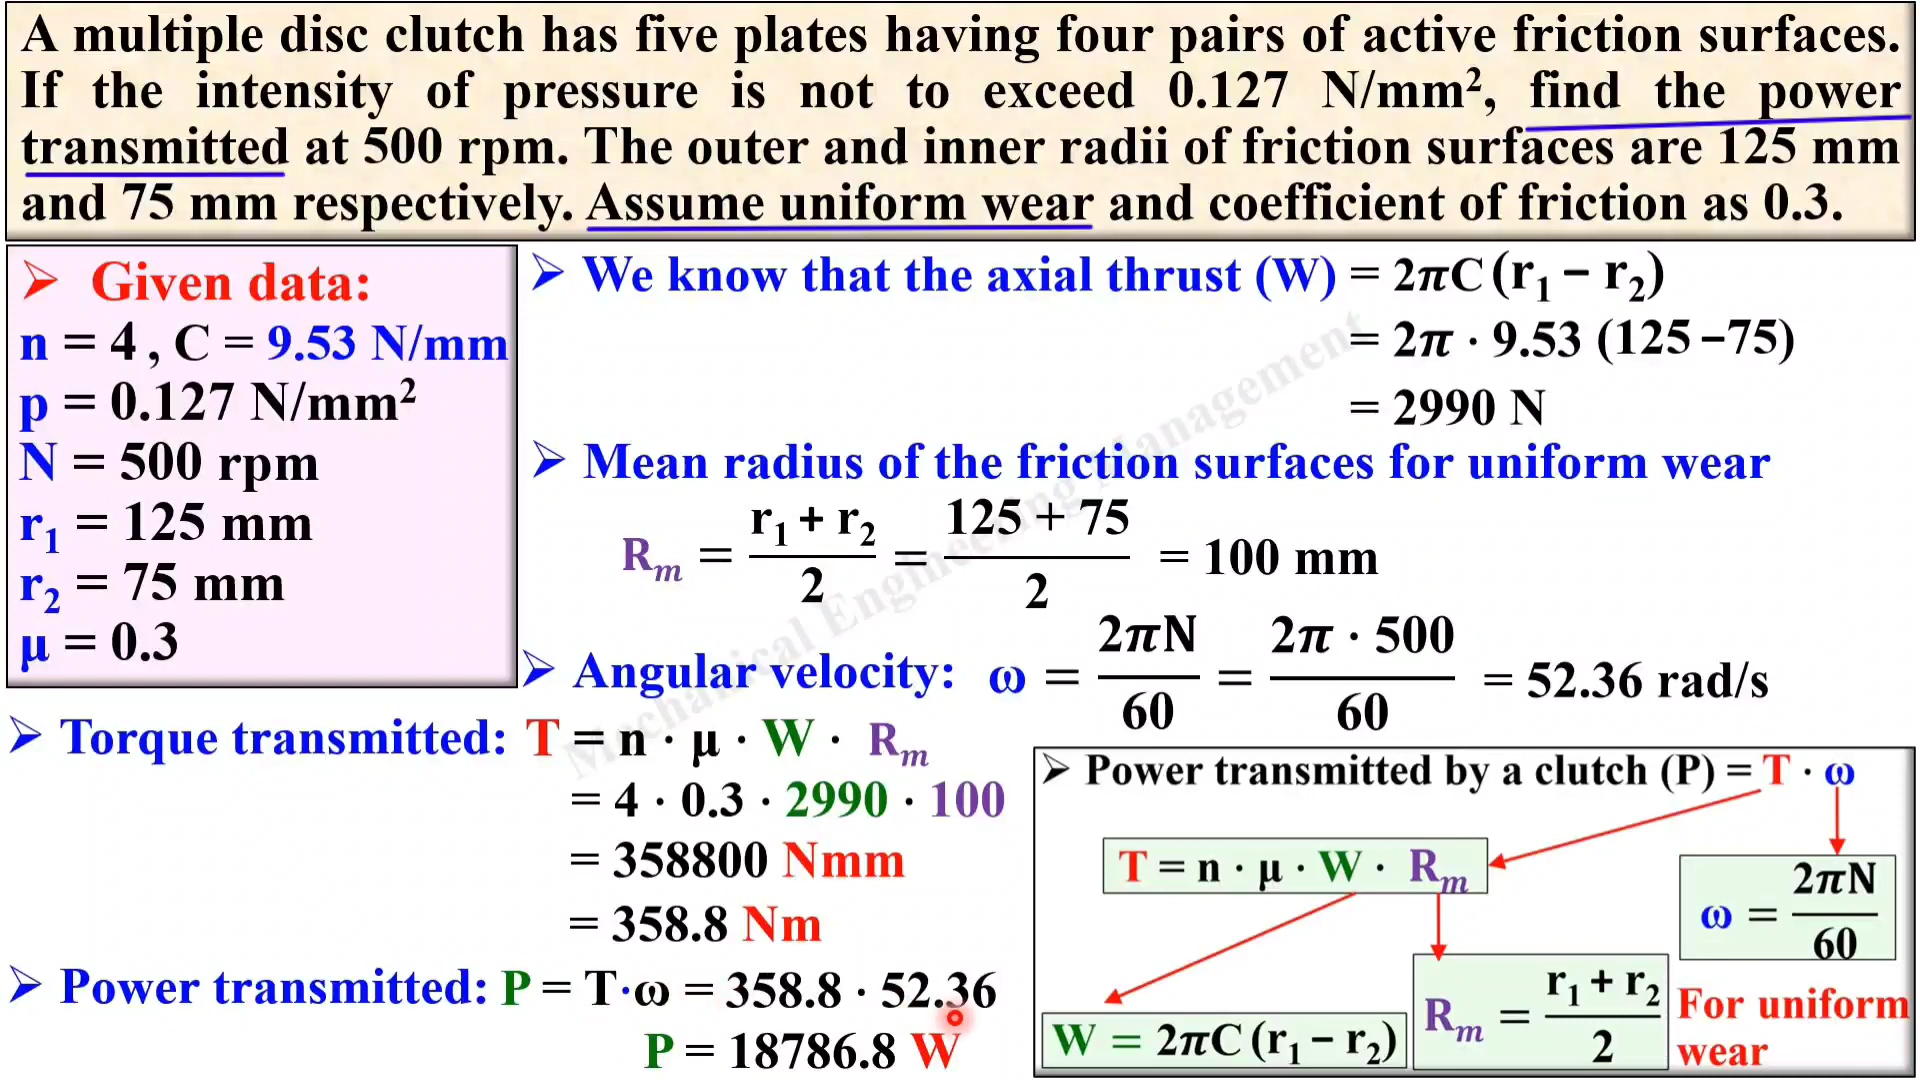 A multiple disc clutch has five plates having four pairs of active friction surfaces.
If the intensity of pressure is not to exceed 0.127 N/mm², find the power
transmitted at 500 rpm. The outer and inner radii of friction surfaces are 125 mm
and 75 mm respectively. Assume uniform wear and coefficient of friction as 0.3.
➢ Given data:
n = 4 , C = 9.53 N/mm
p = 0.127 N/mm²
N = 500 rpm
r₁ = 125 mm
r₂ = 75 mm
μ = 0.3
➢ We know that the axial thrust (W) = 2πC (r₁ − r₂)
= 2π · 9.53 (125 −75)
= 2990 N
➢ Mean radius of the friction surfaces for uniform wear
Rₘ = (r₁ + r₂)/2 = (125 + 75)/2 = 100 mm
➢ Angular velocity: ω = 2πN/60 = 2π · 500/60 = 52.36 rad/s
➢ Torque transmitted: T = n · μ · W · Rₘ
= 4 · 0.3 · 2990 · 100
= 358800 Nmm
= 358.8 Nm
➢ Power transmitted: P = T·ω = 358.8 · 52.36
P = 18786.8 W
➢ Power transmitted by a clutch (P) = T · ω
T = n · μ · W · Rₘ
ω = 2πN/60
W = 2πC (r₁ − r₂)
Rₘ = (r₁ + r₂)/2
For uniform
wear
Mechanical Engineering Management